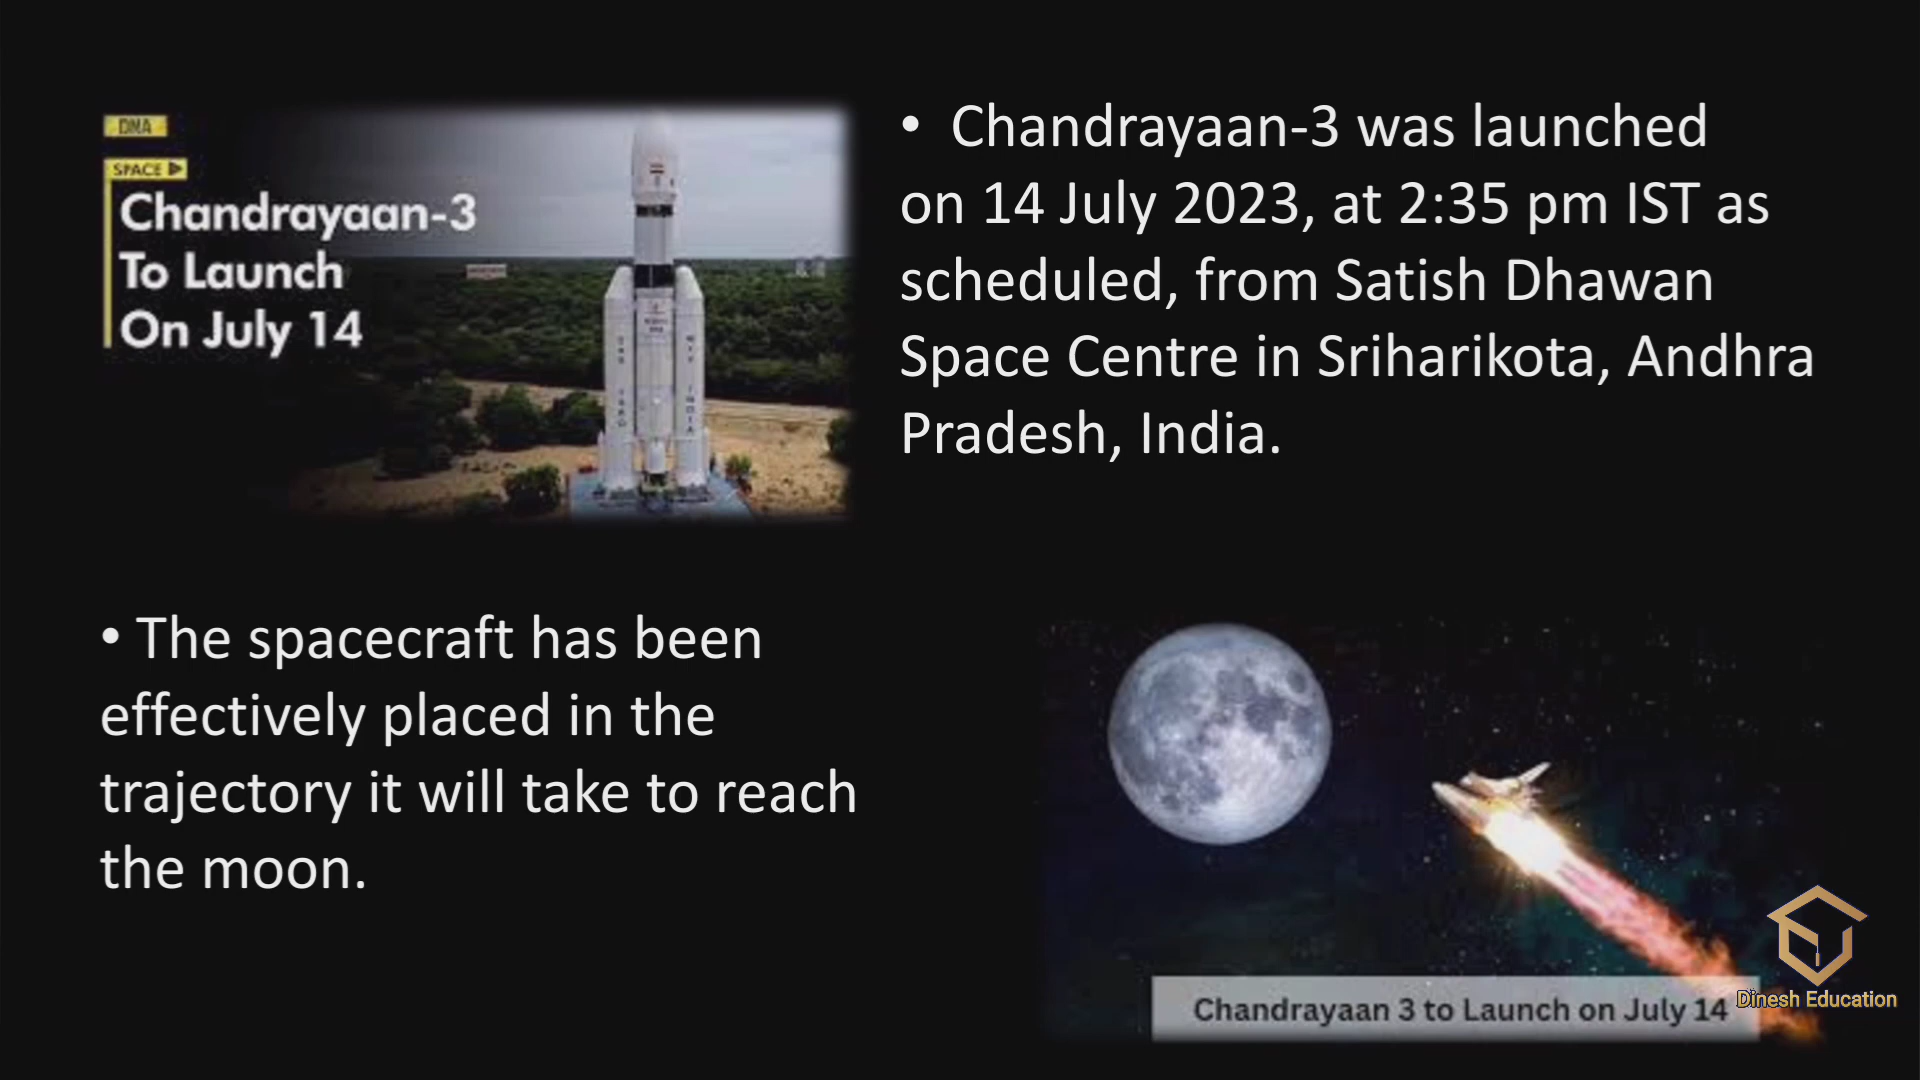 DNA
SPACE
Chandrayaan-3
To Launch
On July 14
• Chandrayaan-3 was launched
on 14 July 2023, at 2:35 pm IST as
scheduled, from Satish Dhawan
Space Centre in Sriharikota, Andhra
Pradesh, India.
• The spacecraft has been
effectively placed in the
trajectory it will take to reach
the moon.
Chandrayaan 3 to Launch on July 14
Dinesh Education